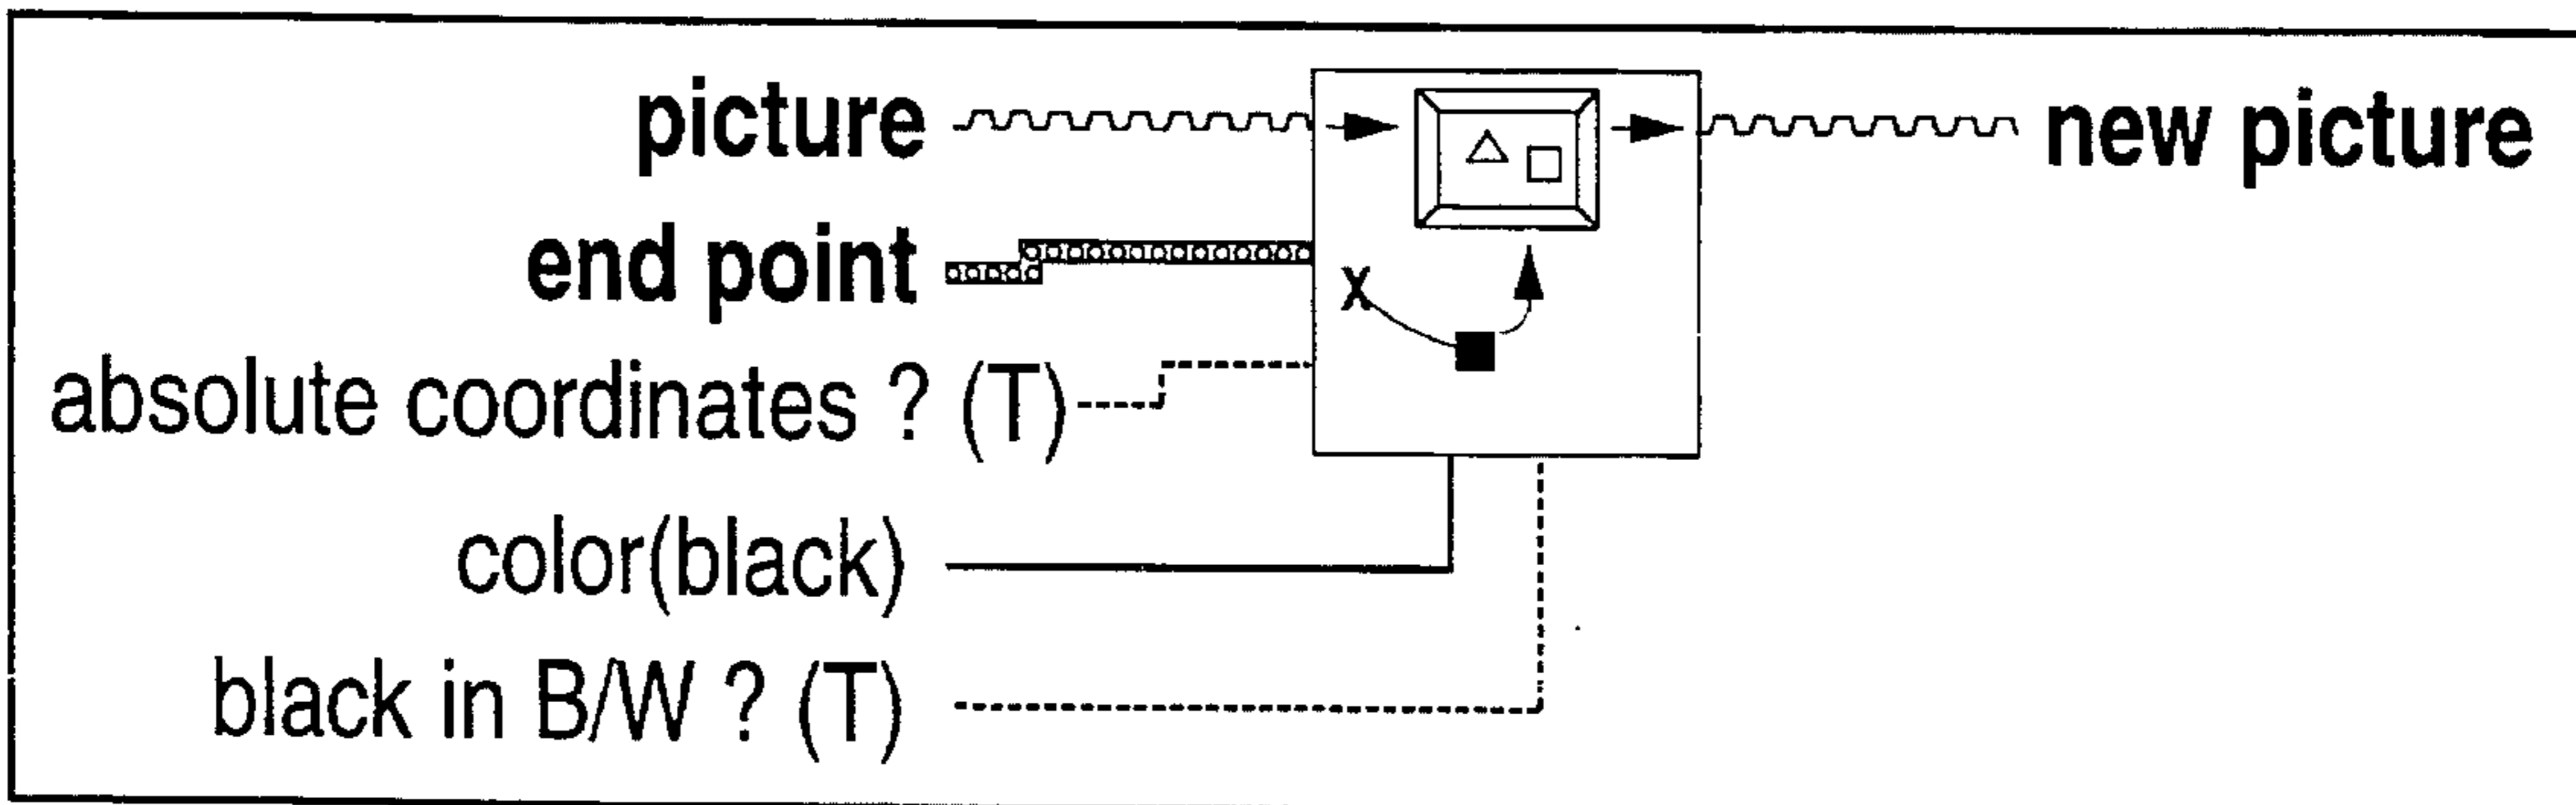 picture
new picture
end point
x
absolute coordinates ? (T)
color(black)
black in B/W ? (T)